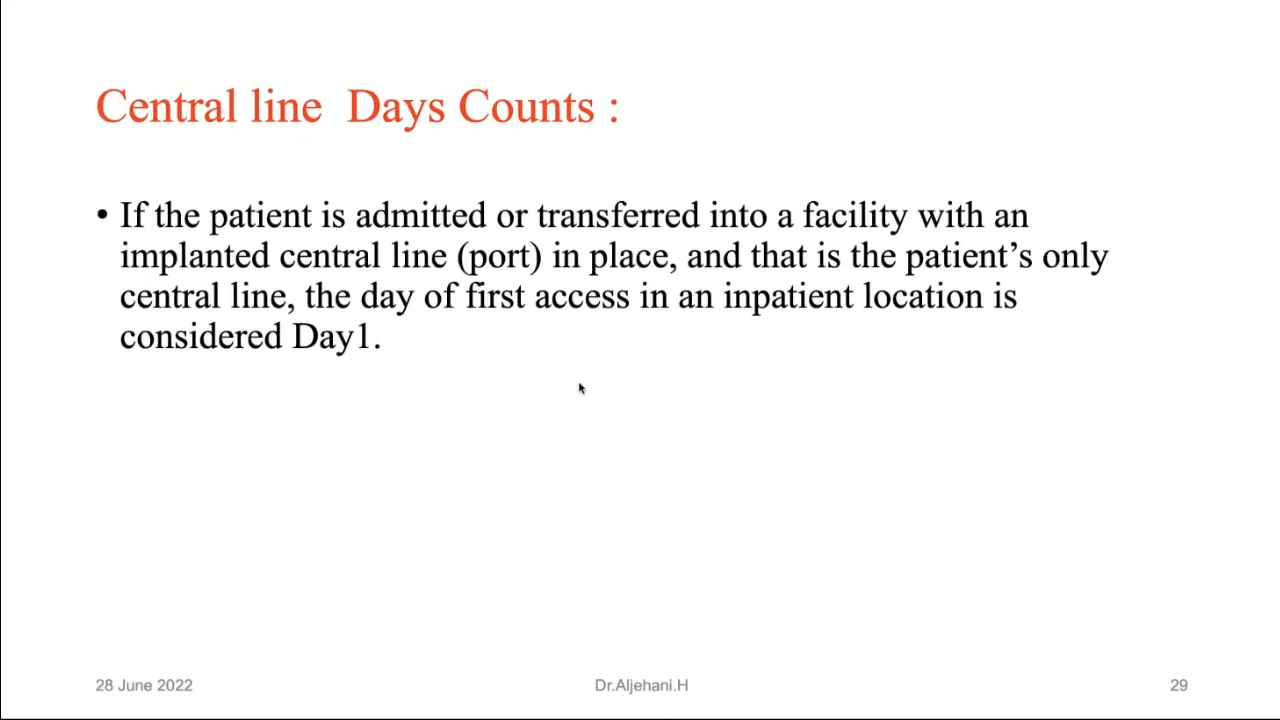 Central line  Days Counts :
• If the patient is admitted or transferred into a facility with an
implanted central line (port) in place, and that is the patient’s only
central line, the day of first access in an inpatient location is
considered Day1.
28 June 2022
Dr.Aljehani.H
29